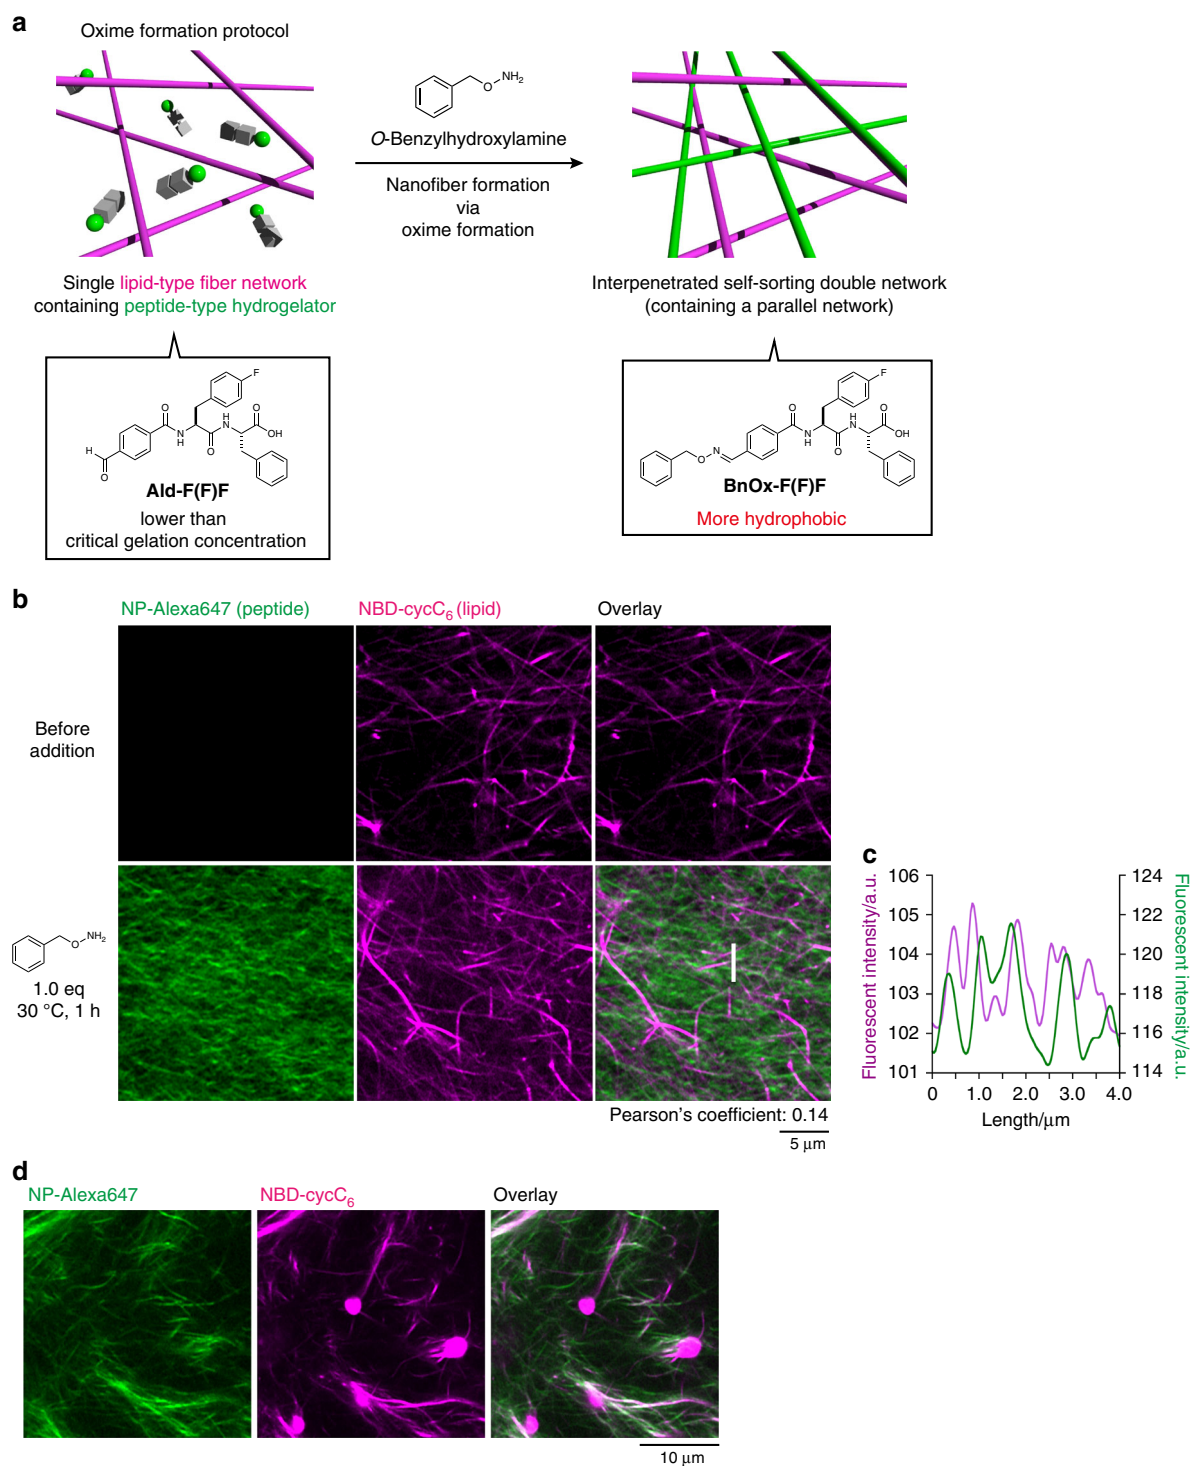 a
Oxime formation protocol
O
NH2
O-Benzylhydroxylamine
Nanofiber formation
via
oxime formation
Single lipid-type fiber network
containing peptide-type hydrogelator
Interpenetrated self-sorting double network
(containing a parallel network)
F
O
H
N
O
OH
N
H
O
H
O
Ald-F(F)F
lower than
critical gelation concentration
F
O
H
N
O
OH
N
H
O
N
O
BnOx-F(F)F
More hydrophobic
b
NP-Alexa647 (peptide)
NBD-cycC6 (lipid)
Overlay
Before
addition
O
NH2
1.0 eq
30 °C, 1 h
Pearson's coefficient: 0.14
5 μm
c
Fluorescent intensity/a.u.
106
105
104
103
102
101
124
122
120
118
116
114
Fluorescent intensity/a.u.
0 1.0 2.0 3.0 4.0
Length/μm
d
NP-Alexa647
NBD-cycC6
Overlay
10 μm